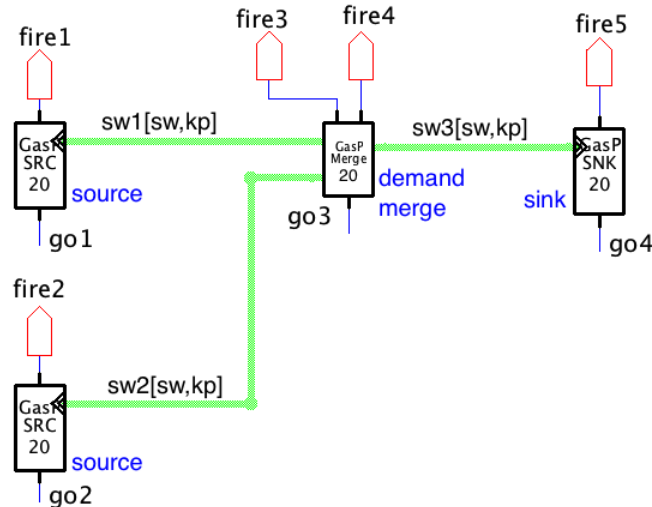 fire1
fire3
fire4
fire5
sw1[sw,kp]
sw3[sw,kp]
GasP
SRC
20
source
go1
GasP
Merge
20
demand
merge
go3
GasP
SNK
20
sink
go4
fire2
sw2[sw,kp]
GasP
SRC
20
source
go2